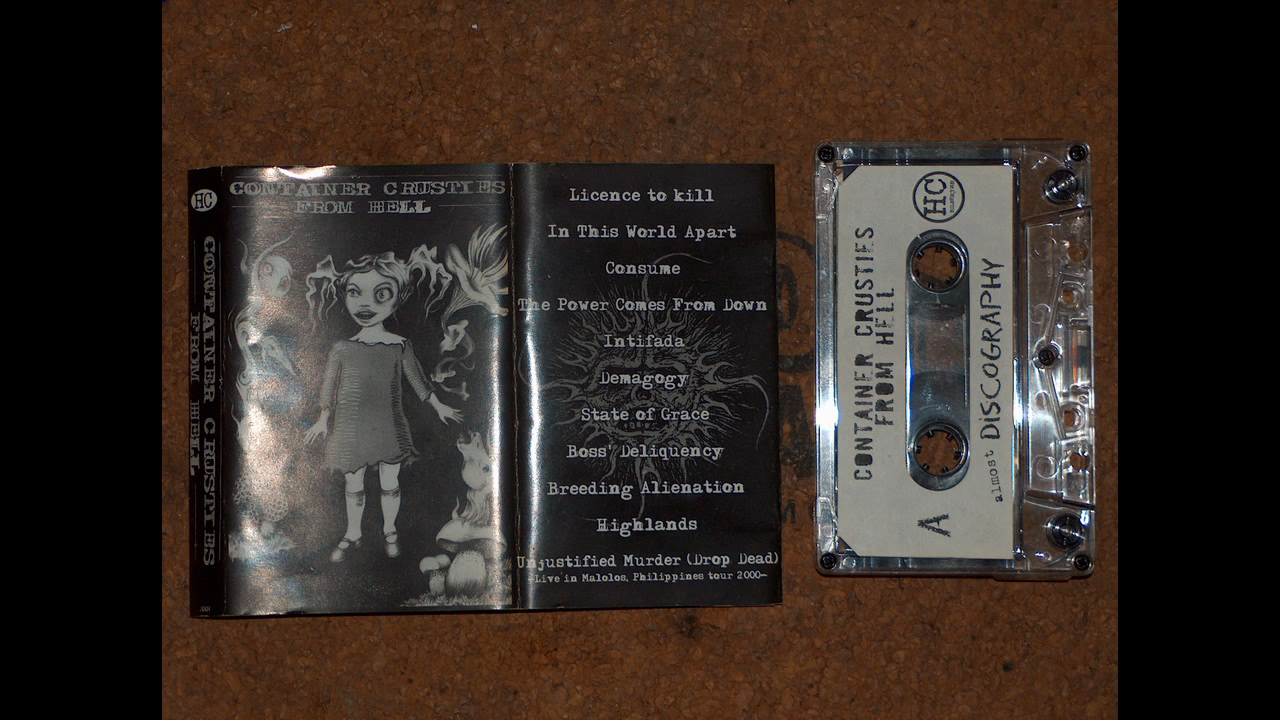 HC
CONTAINER CRUSTIES
FROM HELL
CONTAINER CRUSTIES
FROM HELL
Licence to kill
In This World Apart
Consume
The Power Comes From Down
Intifada
Demagogy
State of Grace
Boss' Deliquency
Breeding Alienation
Highlands
Unjustified Murder (Drop Dead)
-Live in Malolos, Philippines tour 2000-
HC
CONTAINER CRUSTIES
FROM HELL
almost DISCOGRAPHY
A